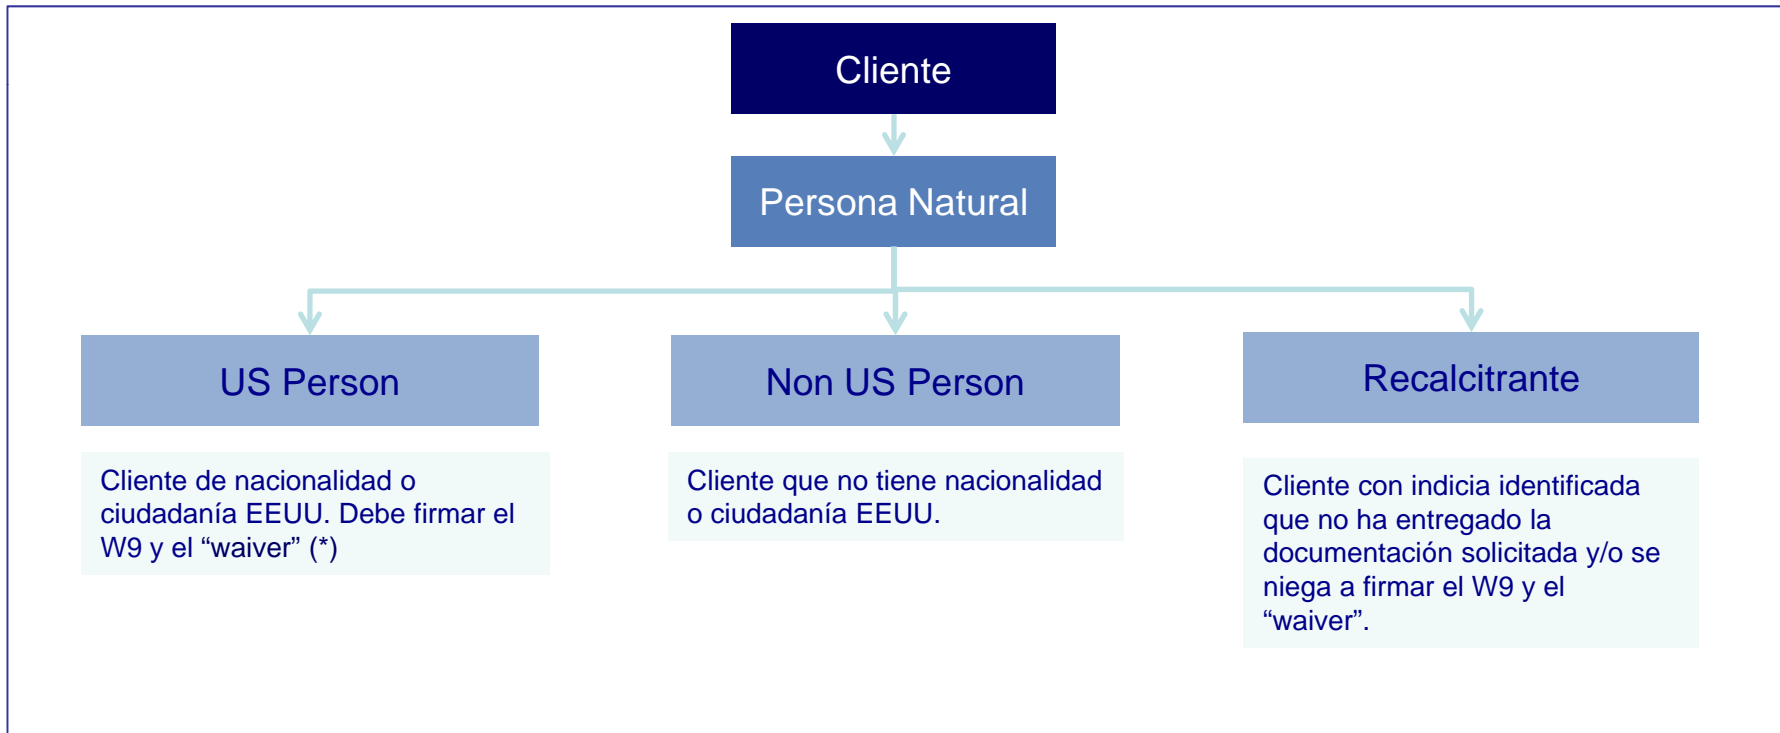 Cliente
Persona Natural
US Person
Non US Person
Recalcitrante
Cliente de nacionalidad o
ciudadanía EEUU. Debe firmar el
W9 y el “waiver” (*)
Cliente que no tiene nacionalidad
o ciudadanía EEUU.
Cliente con indicia identificada
que no ha entregado la
documentación solicitada y/o se
niega a firmar el W9 y el
“waiver”.